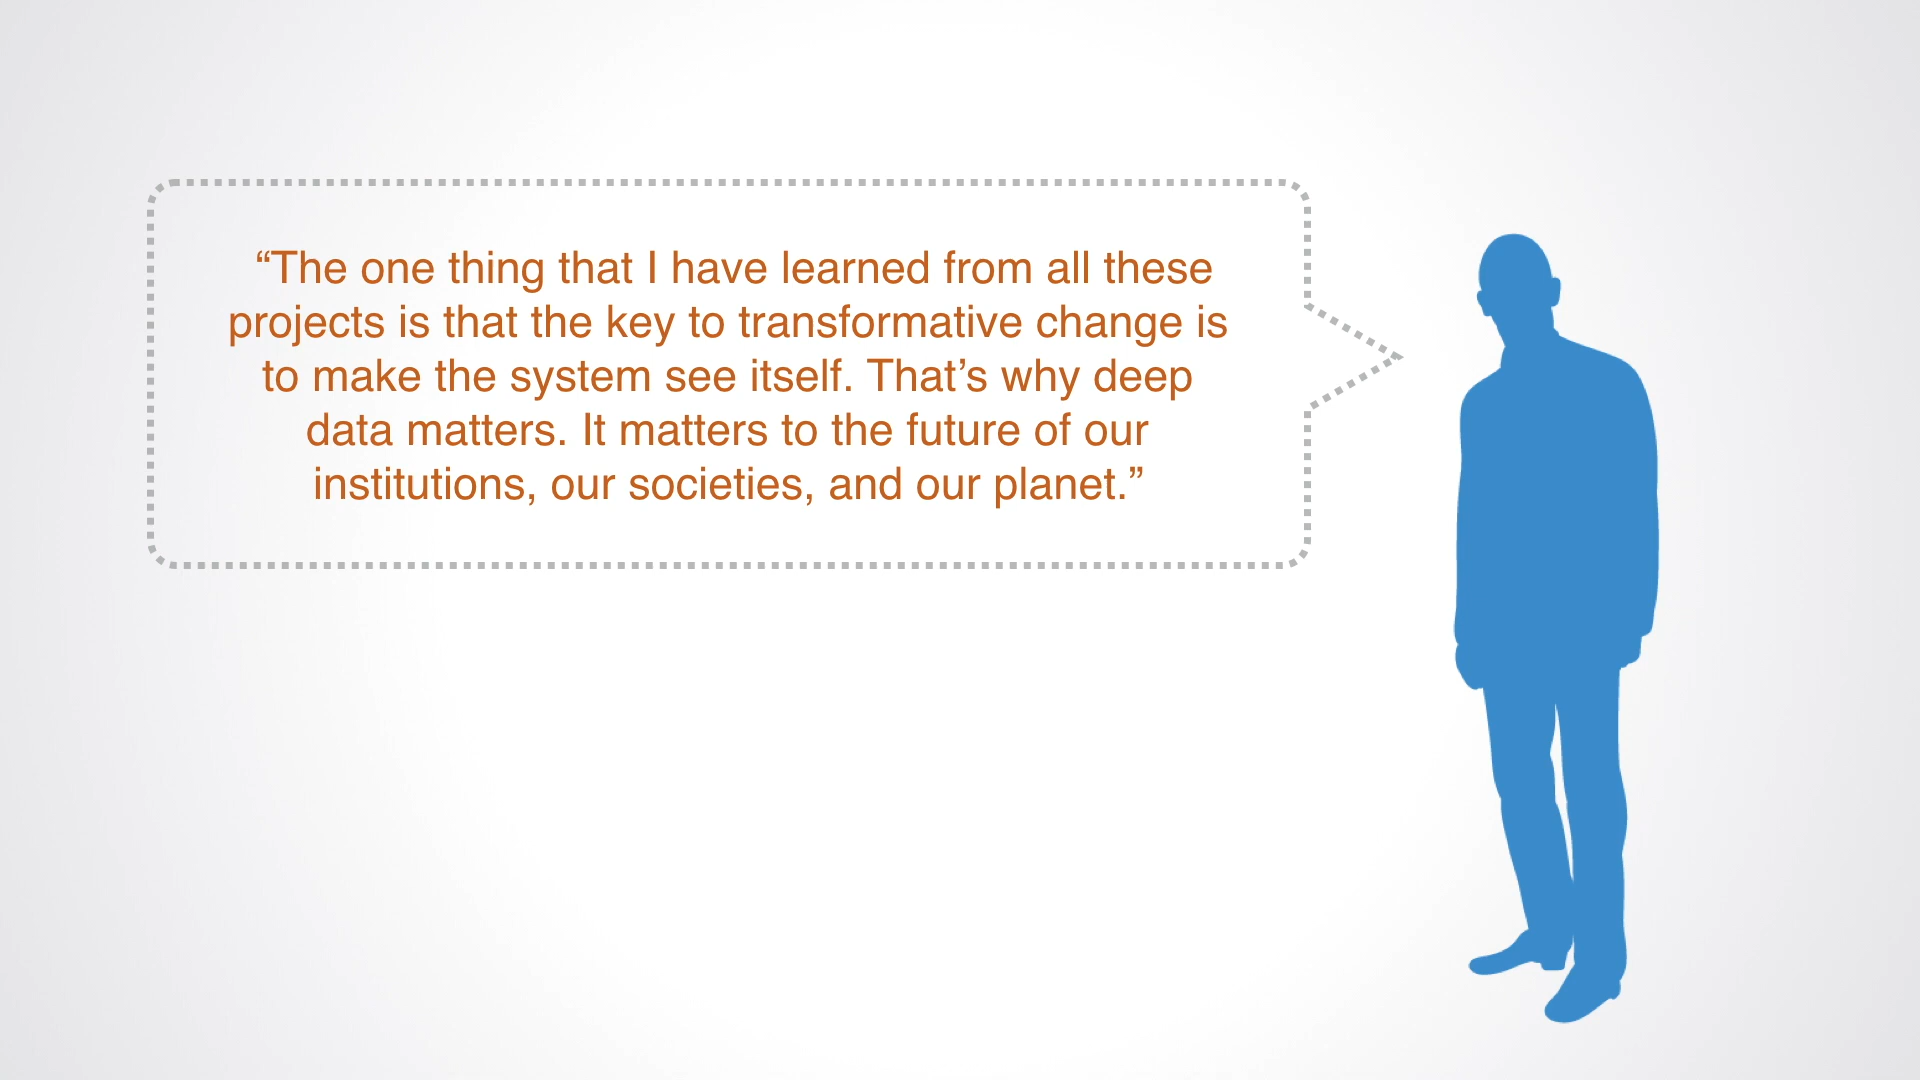 “The one thing that I have learned from all these
projects is that the key to transformative change is
to make the system see itself. That’s why deep
data matters. It matters to the future of our
institutions, our societies, and our planet.”